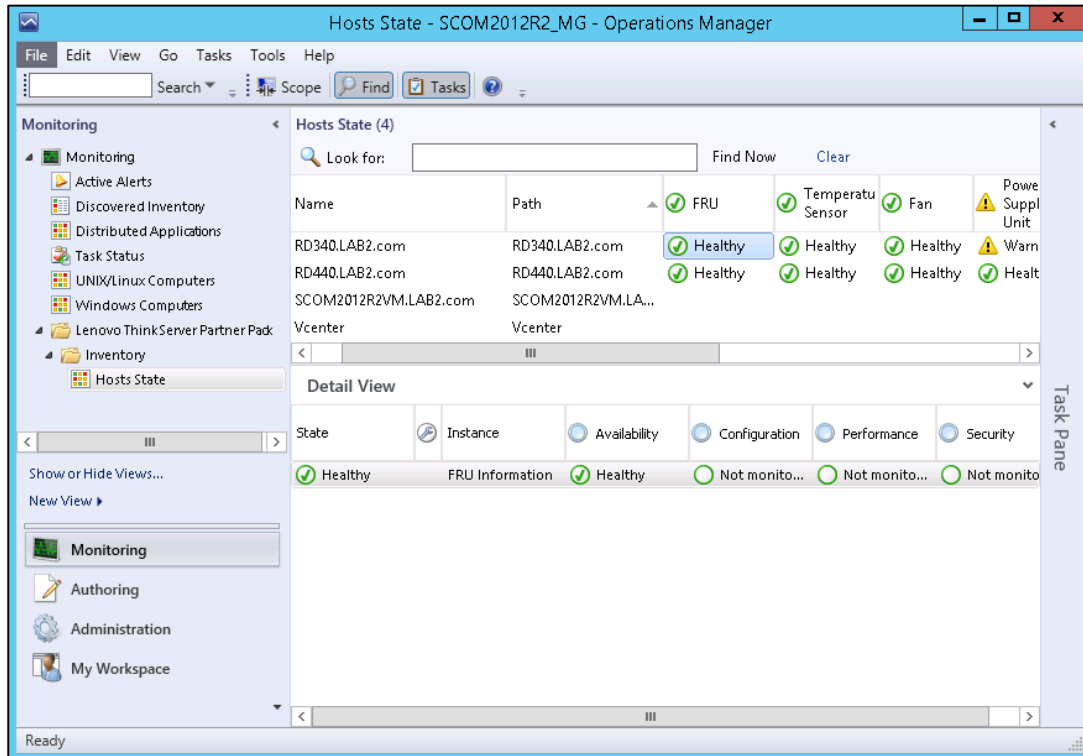 Hosts State - SCOM2012R2_MG - Operations Manager
File Edit View Go Tasks Tools Help
Search Scope Find Tasks
Monitoring
Monitoring
Active Alerts
Discovered Inventory
Distributed Applications
Task Status
UNIX/Linux Computers
Windows Computers
Lenovo ThinkServer Partner Pack
Inventory
Hosts State
Show or Hide Views...
New View
Monitoring
Authoring
Administration
My Workspace
Hosts State (4)
Look for: Find Now Clear
Name Path FRU Temperatu Sensor Fan Powe Suppl Unit
RD340.LAB2.com RD340.LAB2.com Healthy Healthy Healthy Warn
RD440.LAB2.com RD440.LAB2.com Healthy Healthy Healthy Healt
SCOM2012R2VM.LAB2.com SCOM2012R2VM.LA...
Vcenter Vcenter
Detail View
State Instance Availability Configuration Performance Security
Healthy FRU Information Healthy Not monito... Not monito... Not monito
Task Pane
Ready